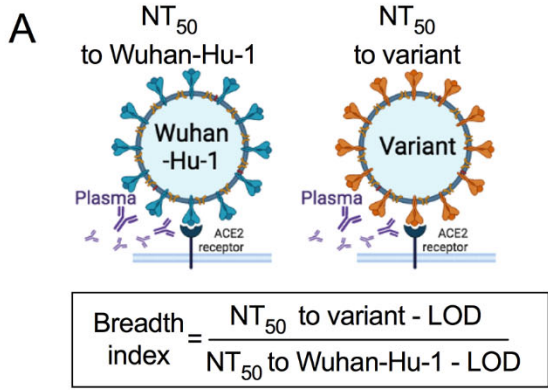 A
NT50
to Wuhan-Hu-1
NT50
to variant
Wuhan
-Hu-1
Variant
Plasma
ACE2
receptor
Plasma
ACE2
receptor
Breadth
index
=
NT50 to variant - LOD
NT50 to Wuhan-Hu-1 - LOD